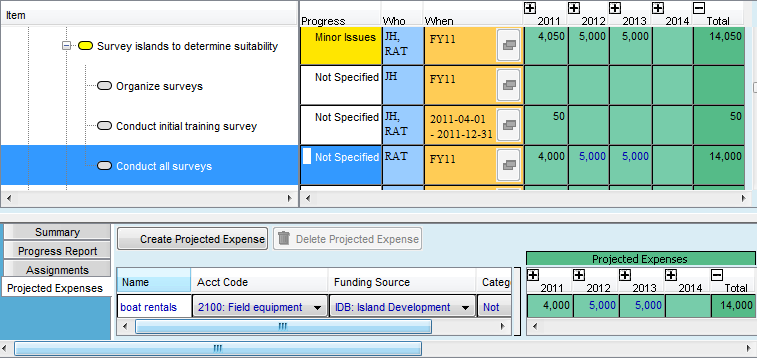 Item Progress Who When 2011 2012 2013 2014 Total
Survey islands to determine suitability Minor Issues JH, RAT FY11 4,050 5,000 5,000 14,050
Organize surveys Not Specified JH FY11
Conduct initial training survey Not Specified JH, RAT 2011-04-01 - 2011-12-31 50 50
Conduct all surveys Not Specified RAT FY11 4,000 5,000 5,000 14,000
Summary
Progress Report
Assignments
Projected Expenses
Create Projected Expense Delete Projected Expense
Projected Expenses
Name Acct Code Funding Source Categ 2011 2012 2013 2014 Total
boat rentals 2100: Field equipment IDB: Island Development Not 4,000 5,000 5,000 14,000